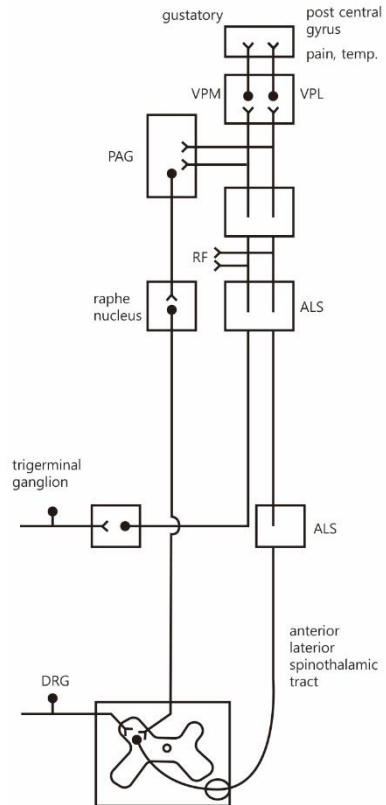 gustatory
post central
gyrus
pain, temp.
VPM
VPL
PAG
RF
raphe
nucleus
ALS
trigerminal
ganglion
ALS
anterior
laterior
spinothalamic
tract
DRG